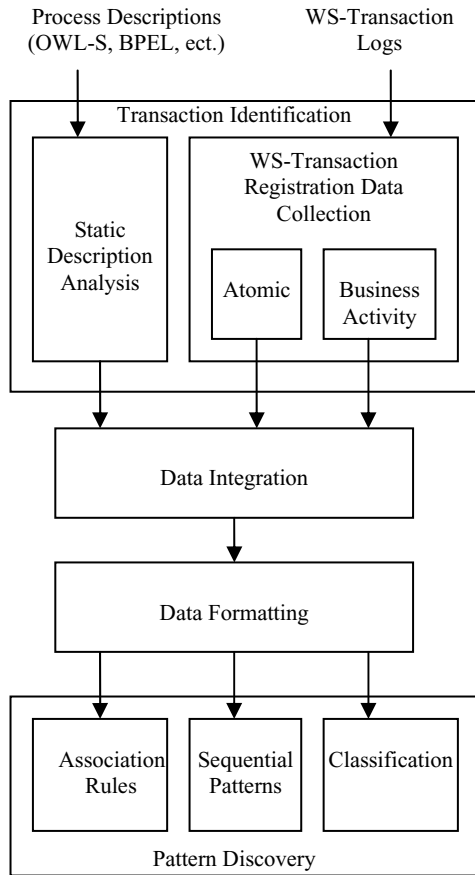 Process Descriptions
(OWL-S, BPEL, ect.)
WS-Transaction
Logs
Transaction Identification
Static
Description
Analysis
WS-Transaction
Registration Data
Collection
Atomic
Business
Activity
Data Integration
Data Formatting
Association
Rules
Sequential
Patterns
Classification
Pattern Discovery